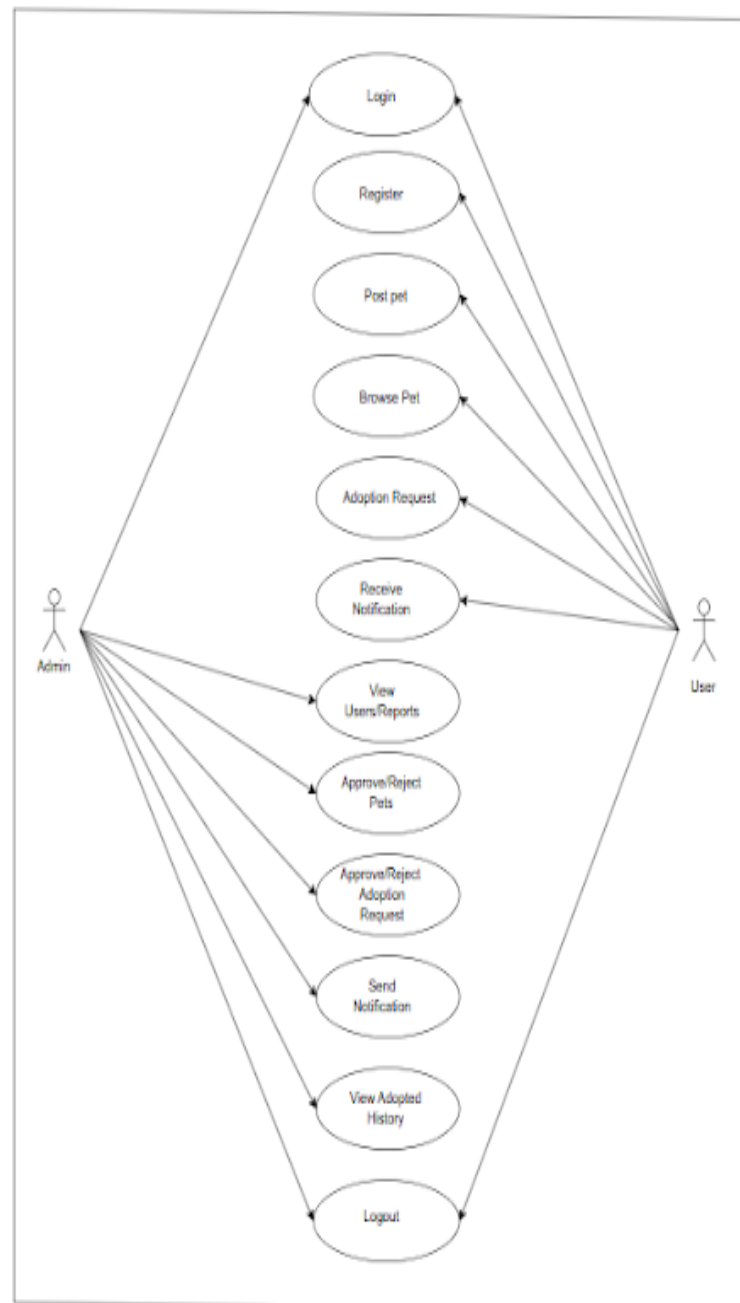 Login
Register
Post pet
Browse Pet
Adoption Request
Receive
Notification
Admin
User
View
Users/Reports
Approve/Reject
Pets
Approve/Reject
Adoption
Request
Send
Notification
View Adopted
History
Logout